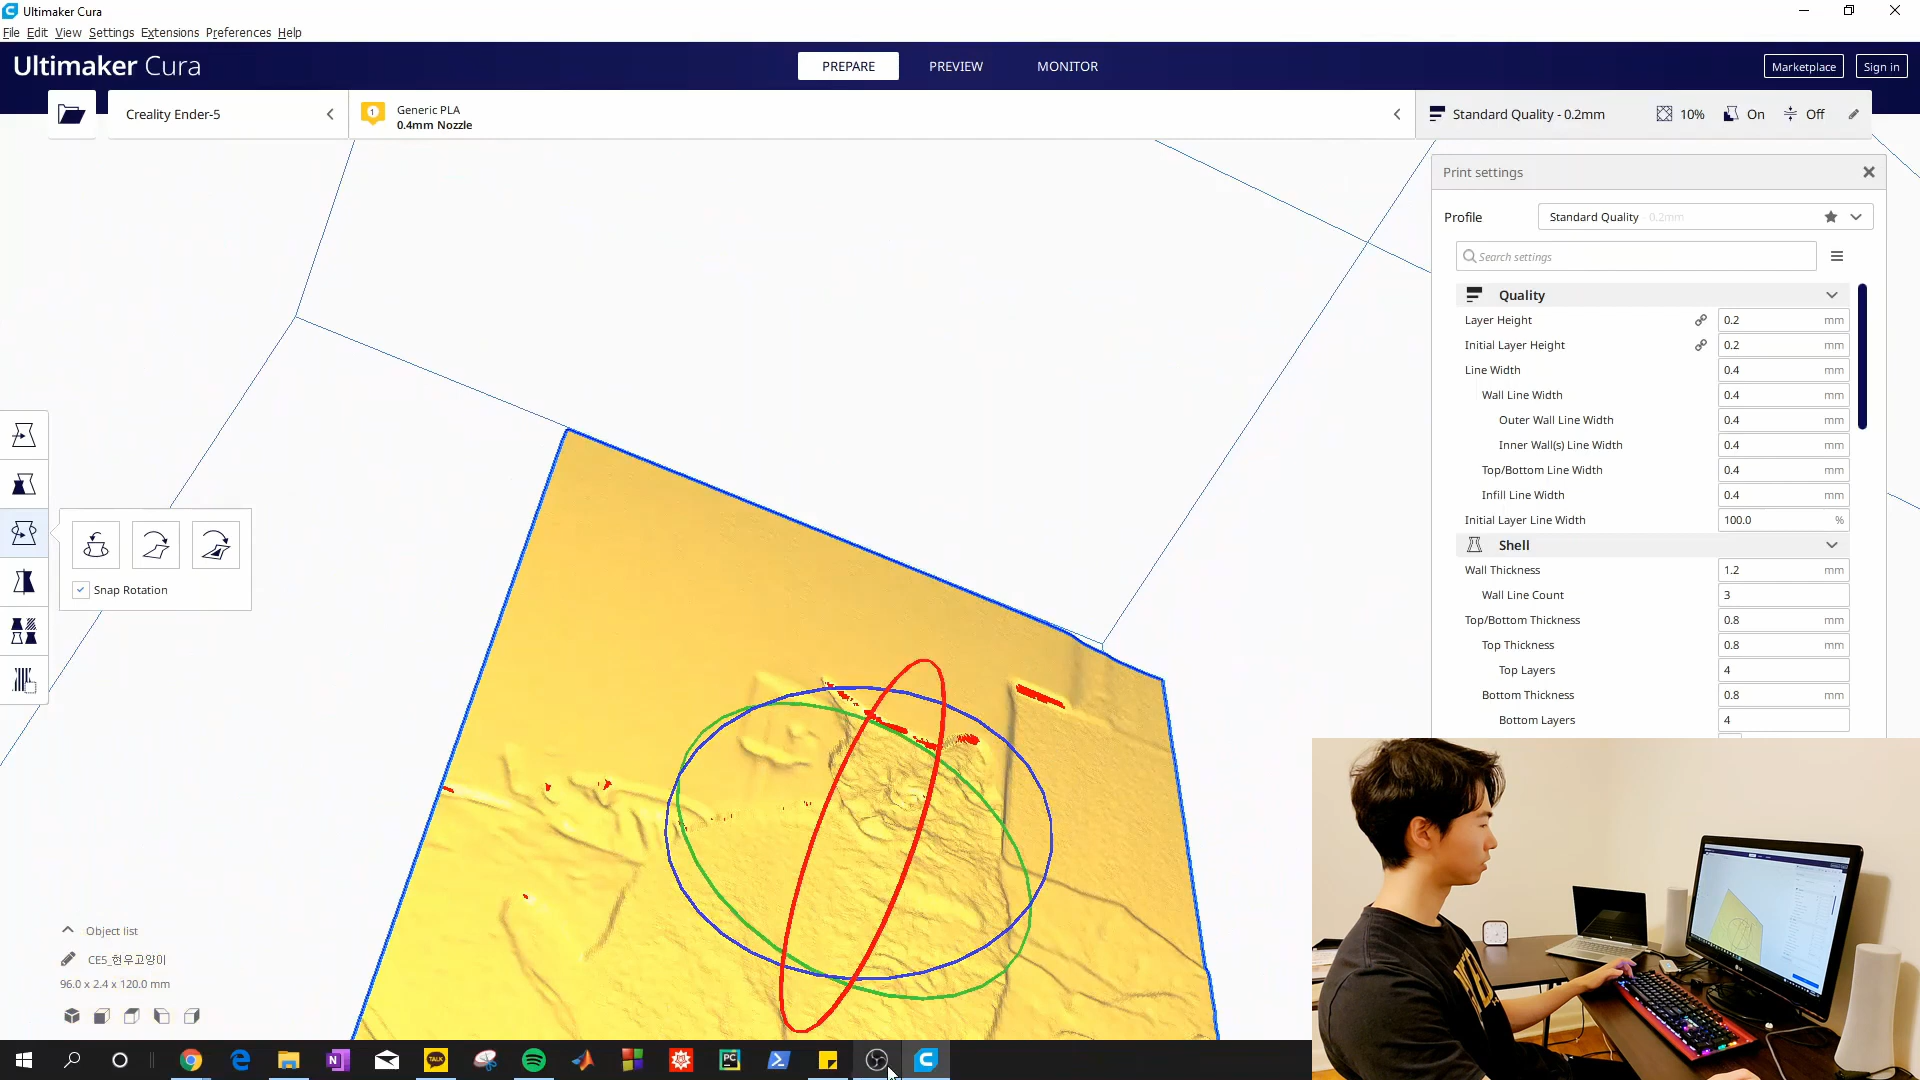 Ultimaker Cura
File Edit View Settings Extensions Preferences Help
Ultimaker Cura
PREPARE
PREVIEW
MONITOR
Marketplace
Sign in
Creality Ender-5
1
Generic PLA
0.4mm Nozzle
Standard Quality - 0.2mm
10%
On
Off
Print settings
Profile
Standard Quality - 0.2mm
Search settings
Quality
Layer Height 0.2 mm
Initial Layer Height 0.2 mm
Line Width 0.4 mm
Wall Line Width 0.4 mm
Outer Wall Line Width 0.4 mm
Inner Wall(s) Line Width 0.4 mm
Top/Bottom Line Width 0.4 mm
Infill Line Width 0.4 mm
Initial Layer Line Width 100.0 %
Shell
Wall Thickness 1.2 mm
Wall Line Count 3
Top/Bottom Thickness 0.8 mm
Top Thickness 0.8 mm
Top Layers 4
Bottom Thickness 0.8 mm
Bottom Layers 4
Snap Rotation
Object list
CE5_현우고양이
96.0 x 2.4 x 120.0 mm
N
TALK
PC
C